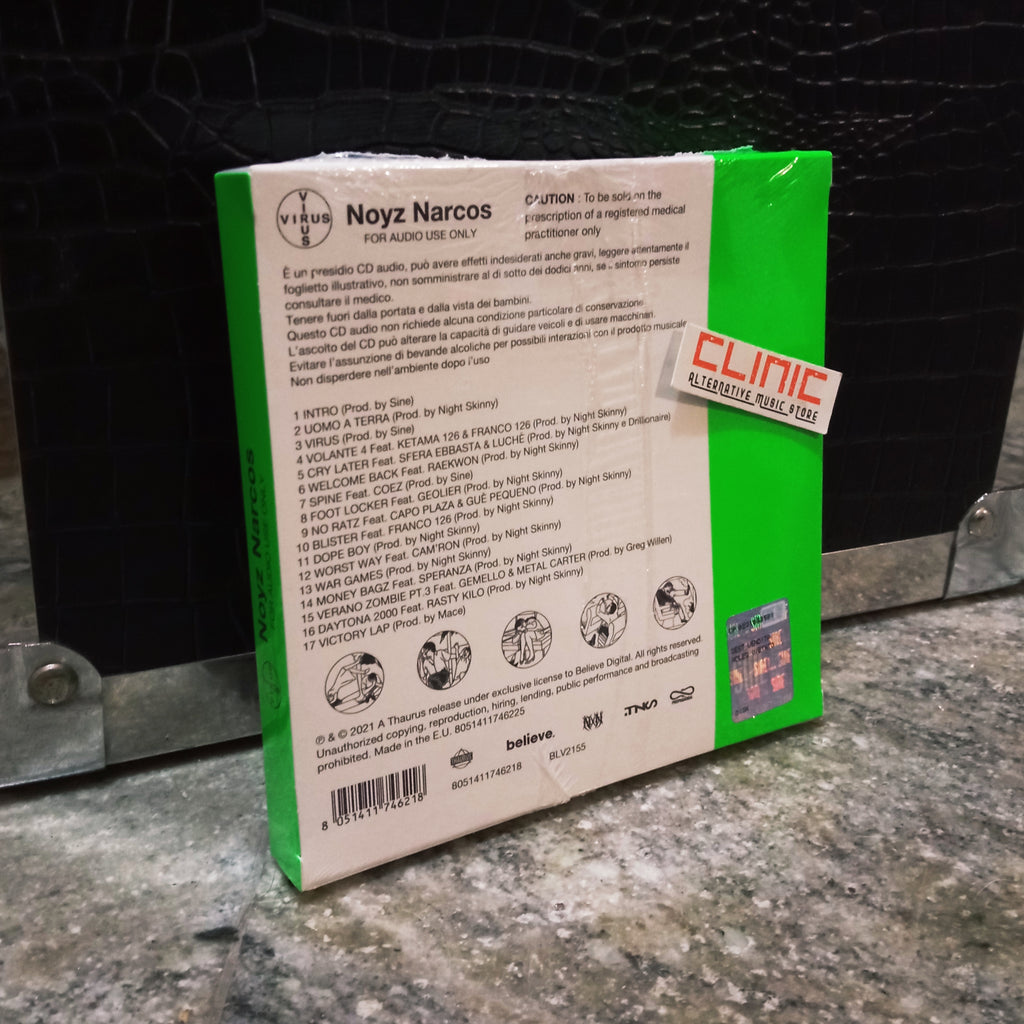 VIRUS
VIRUS
Noyz Narcos
FOR AUDIO USE ONLY
CAUTION : To be sold on the
prescription of a registered medical
practitioner only
È un presidio CD audio, può avere effetti indesiderati anche gravi, leggere attentamente il
foglietto illustrativo, non somministrare al di sotto dei dodici anni, se il sintomo persiste
consultare il medico.
Tenere fuori dalla portata e dalla vista dei bambini.
Questo CD audio non richiede alcuna condizione particolare di conservazione
L'ascolto del CD può alterare la capacità di guidare veicoli e di usare macchinari.
Evitare l'assunzione di bevande alcoliche per possibili interazioni con il prodotto musicale
Non disperdere nell'ambiente dopo l'uso
1 INTRO (Prod. by Sine)
2 UOMO A TERRA (Prod. by Night Skinny)
3 VIRUS (Prod. by Sine)
4 VOLANTE 4 Feat. KETAMA 126 & FRANCO 126 (Prod. by Night Skinny)
5 CRY LATER Feat. SFERA EBBASTA & LUCHÈ (Prod. by Night Skinny e Drillionaire)
6 WELCOME BACK Feat. RAEKWON (Prod. by Night Skinny)
7 SPINE Feat. COEZ (Prod. by Sine)
8 FOOT LOCKER Feat. GEOLIER (Prod. by Night Skinny)
9 NO RATZ Feat. CAPO PLAZA & GUÈ PEQUENO (Prod. by Night Skinny)
10 BLISTER Feat. FRANCO 126 (Prod. by Night Skinny)
11 DOPE BOY (Prod. by Night Skinny)
12 WORST WAY Feat. CAM'RON (Prod. by Night Skinny)
13 WAR GAMES (Prod. by Night Skinny)
14 MONEY BAGZ Feat. SPERANZA (Prod. by Night Skinny)
15 VERANO ZOMBIE PT.3 Feat. GEMELLO & METAL CARTER (Prod. by Greg Willen)
16 DAYTONA 2000 Feat. RASTY KILO (Prod. by Night Skinny)
17 VICTORY LAP (Prod. by Mace)
℗ & © 2021 A Thaurus release under exclusive license to Believe Digital. All rights reserved.
Unauthorized copying, reproduction, hiring, lending, public performance and broadcasting
prohibited. Made in the E.U. 8051411746225
believe.
TNS
8051411746218
BLV2155
8 051411 746218
CLINIC
ALTERNATIVE MUSIC STORE
Noyz Narcos
FOR AUDIO USE ONLY